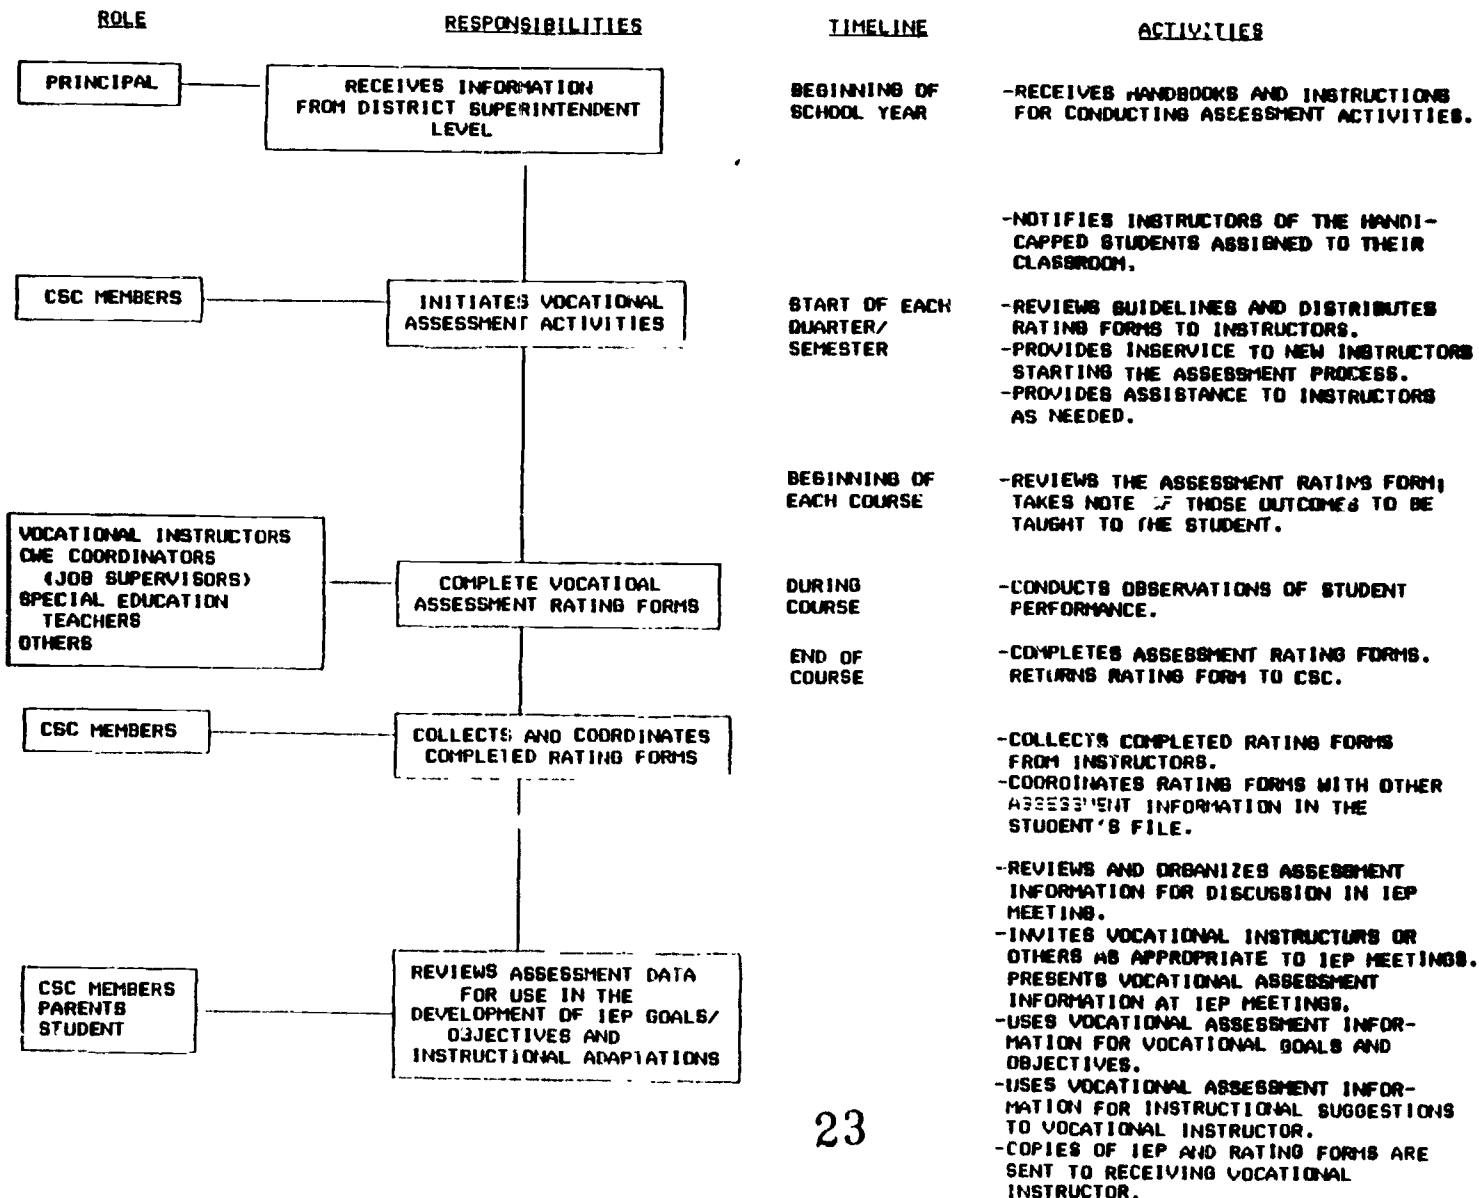 ROLE
RESPONSIBILITIES
TIMELINE
ACTIVITIES
PRINCIPAL
RECEIVES INFORMATION
FROM DISTRICT SUPERINTENDENT
LEVEL
BEGINNING OF
SCHOOL YEAR
-RECEIVES HANDBOOKS AND INSTRUCTIONS
FOR CONDUCTING ASSESSMENT ACTIVITIES.
-NOTIFIES INSTRUCTORS OF THE HANDI-
CAPPED STUDENTS ASSIGNED TO THEIR
CLASSROOM.
CSC MEMBERS
INITIATES VOCATIONAL
ASSESSMENT ACTIVITIES
START OF EACH
QUARTER/
SEMESTER
-REVIEWS GUIDELINES AND DISTRIBUTES
RATING FORMS TO INSTRUCTORS.
-PROVIDES INSERVICE TO NEW INSTRUCTORS
STARTING THE ASSESSMENT PROCESS.
-PROVIDES ASSISTANCE TO INSTRUCTORS
AS NEEDED.
BEGINNING OF
EACH COURSE
-REVIEWS THE ASSESSMENT RATING FORM;
TAKES NOTE OF THOSE OUTCOMES TO BE
TAUGHT TO THE STUDENT.
VOCATIONAL INSTRUCTORS
CWE COORDINATORS
(JOB SUPERVISORS)
SPECIAL EDUCATION
TEACHERS
OTHERS
COMPLETE VOCATIOAL
ASSESSMENT RATING FORMS
DURING
COURSE
-CONDUCTS OBSERVATIONS OF STUDENT
PERFORMANCE.
END OF
COURSE
-COMPLETES ASSESSMENT RATING FORMS.
RETURNS RATING FORM TO CSC.
CSC MEMBERS
COLLECTS AND COORDINATES
COMPLETED RATING FORMS
-COLLECTS COMPLETED RATING FORMS
FROM INSTRUCTORS.
-COORDINATES RATING FORMS WITH OTHER
ASSESSMENT INFORMATION IN THE
STUDENT'S FILE.
CSC MEMBERS
PARENTS
STUDENT
REVIEWS ASSESSMENT DATA
FOR USE IN THE
DEVELOPMENT OF IEP GOALS/
OBJECTIVES AND
INSTRUCTIONAL ADAPTATIONS
-REVIEWS AND ORGANIZES ASSESSMENT
INFORMATION FOR DISCUSSION IN IEP
MEETING.
-INVITES VOCATIONAL INSTRUCTORS OR
OTHERS AS APPROPRIATE TO IEP MEETINGS.
PRESENTS VOCATIONAL ASSESSMENT
INFORMATION AT IEP MEETINGS.
-USES VOCATIONAL ASSESSMENT INFOR-
MATION FOR VOCATIONAL GOALS AND
OBJECTIVES.
-USES VOCATIONAL ASSESSMENT INFOR-
MATION FOR INSTRUCTIONAL SUGGESTIONS
TO VOCATIONAL INSTRUCTOR.
-COPIES OF IEP AND RATING FORMS ARE
SENT TO RECEIVING VOCATIONAL
INSTRUCTOR.
23